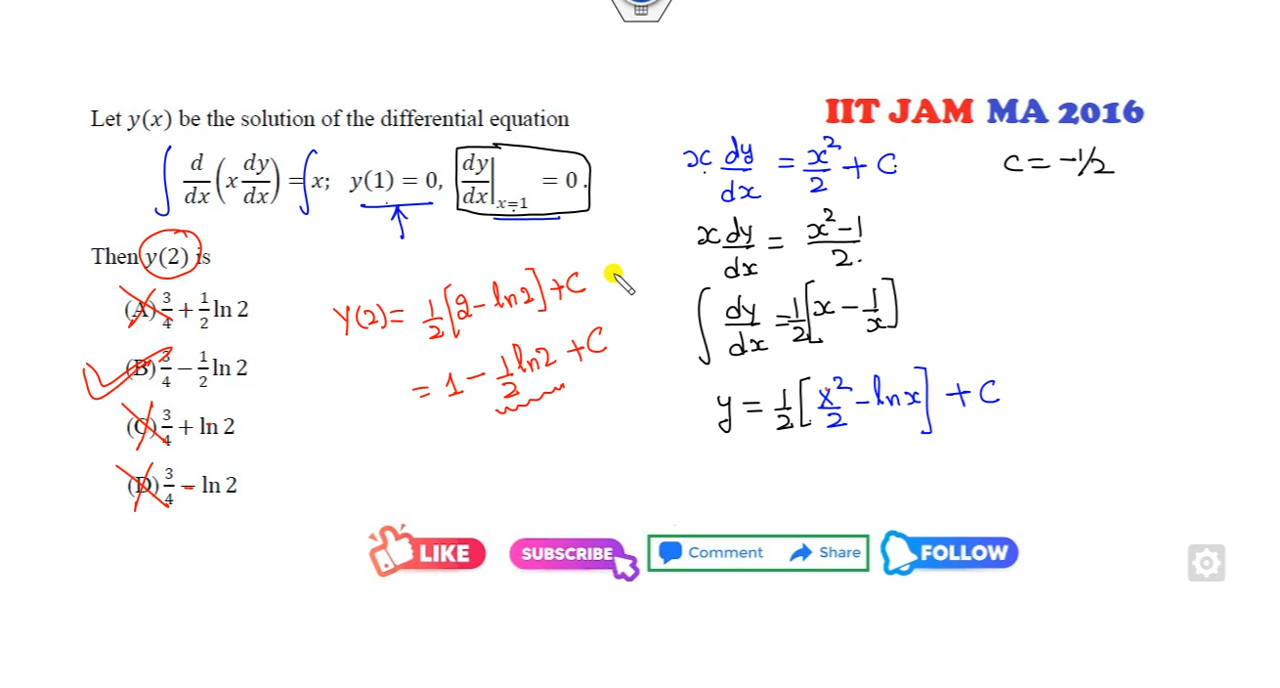 IIT JAM MA 2016
Let y(x) be the solution of the differential equation
∫ d/dx (x dy/dx) = ∫ x; y(1) = 0, dy/dx|x=1 = 0.
Then y(2) is
(A) 3/4 + 1/2 ln 2
(B) 3/4 − 1/2 ln 2
(C) 3/4 + ln 2
(D) 3/4 − ln 2
Y(2) = 1/2 [2 − ln 2] + C
= 1 − 1/2 ln 2 + C
x dy/dx = x²/2 + C
C = −1/2
x dy/dx = x² − 1 / 2.
∫ dy/dx = 1/2 [x − 1/x]
y = 1/2 [x²/2 − ln x] + C
LIKE
SUBSCRIBE
Comment
Share
FOLLOW